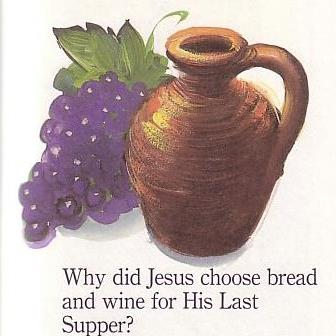 Why did Jesus choose bread
and wine for His Last
Supper?